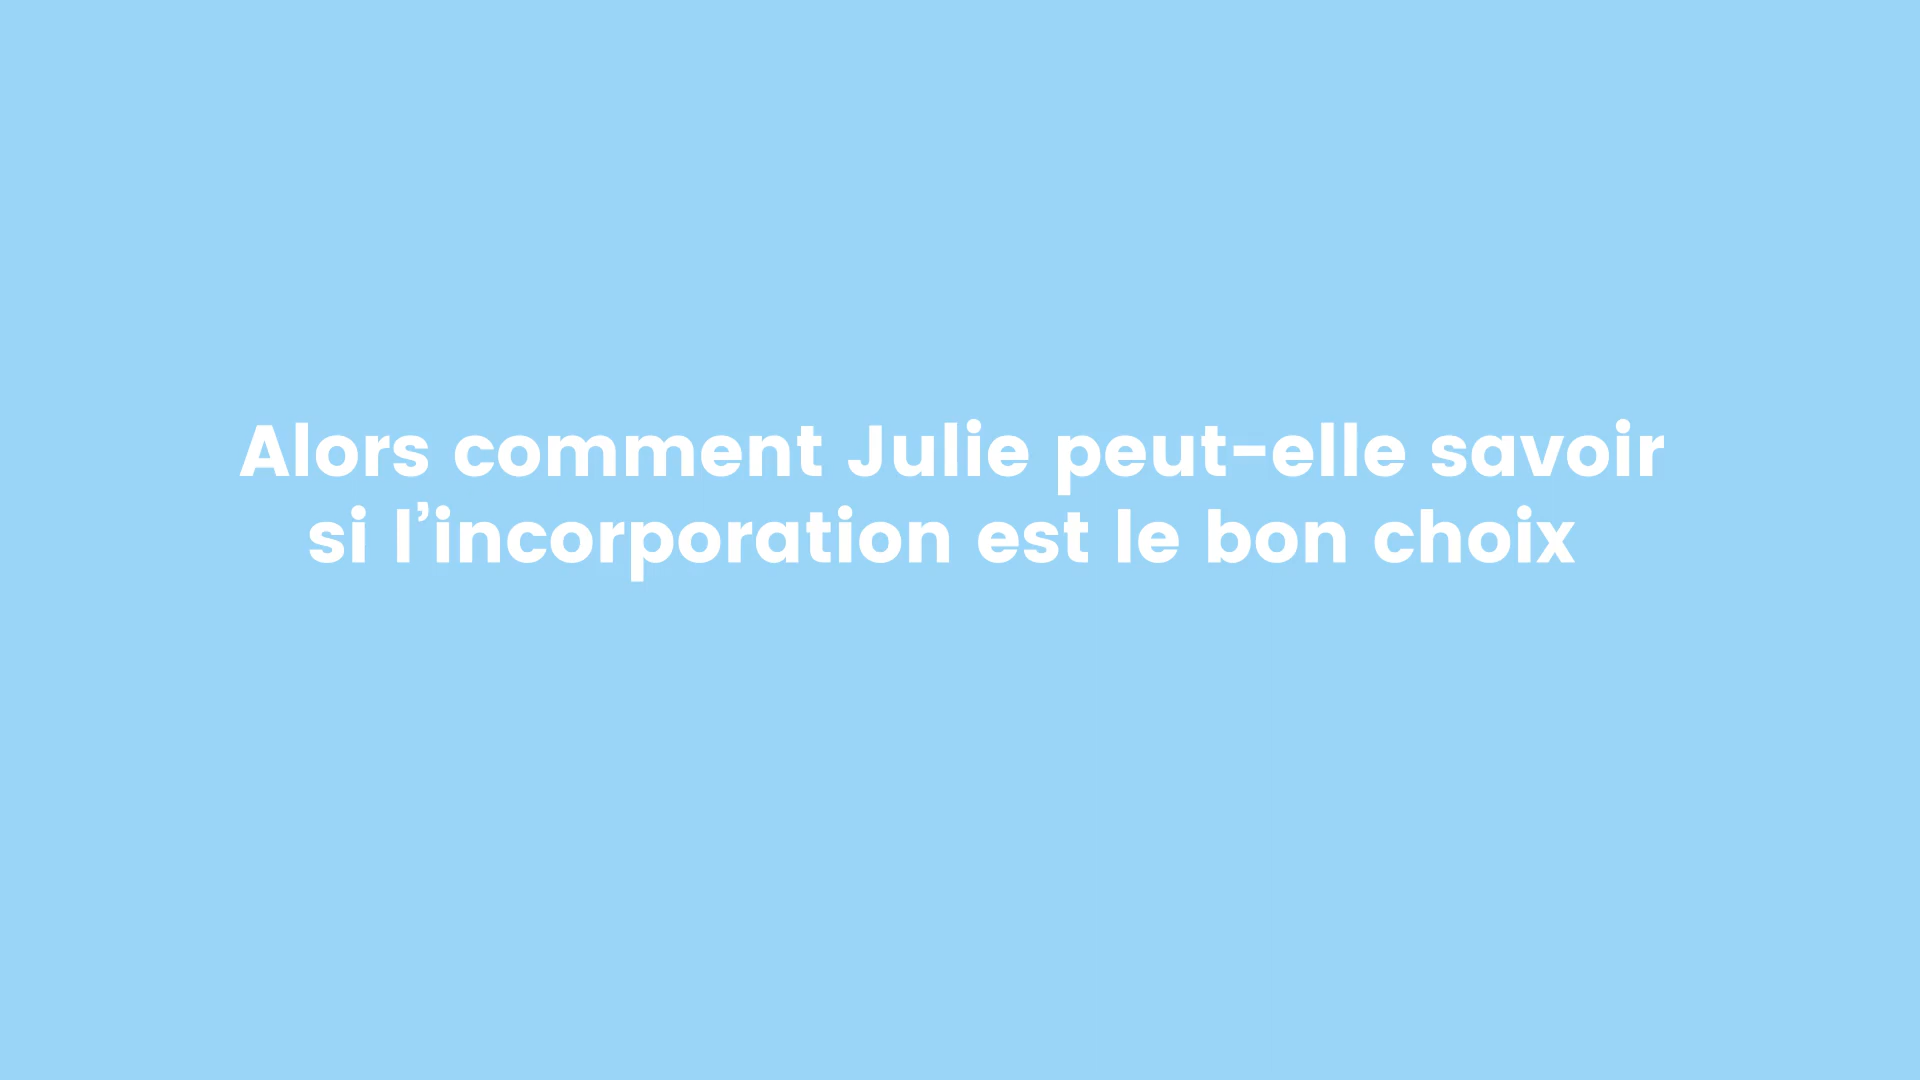 Alors comment Julie peut-elle savoir
si l’incorporation est le bon choix